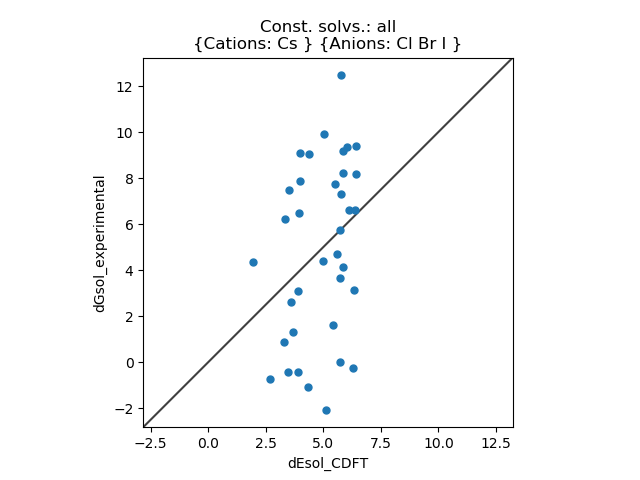 Const. solvs.: all
{Cations: Cs } {Anions: Cl Br I }
dGsol_experimental
12
10
8
6
4
2
0
−2
−2.5 0.0 2.5 5.0 7.5 10.0 12.5
dEsol_CDFT